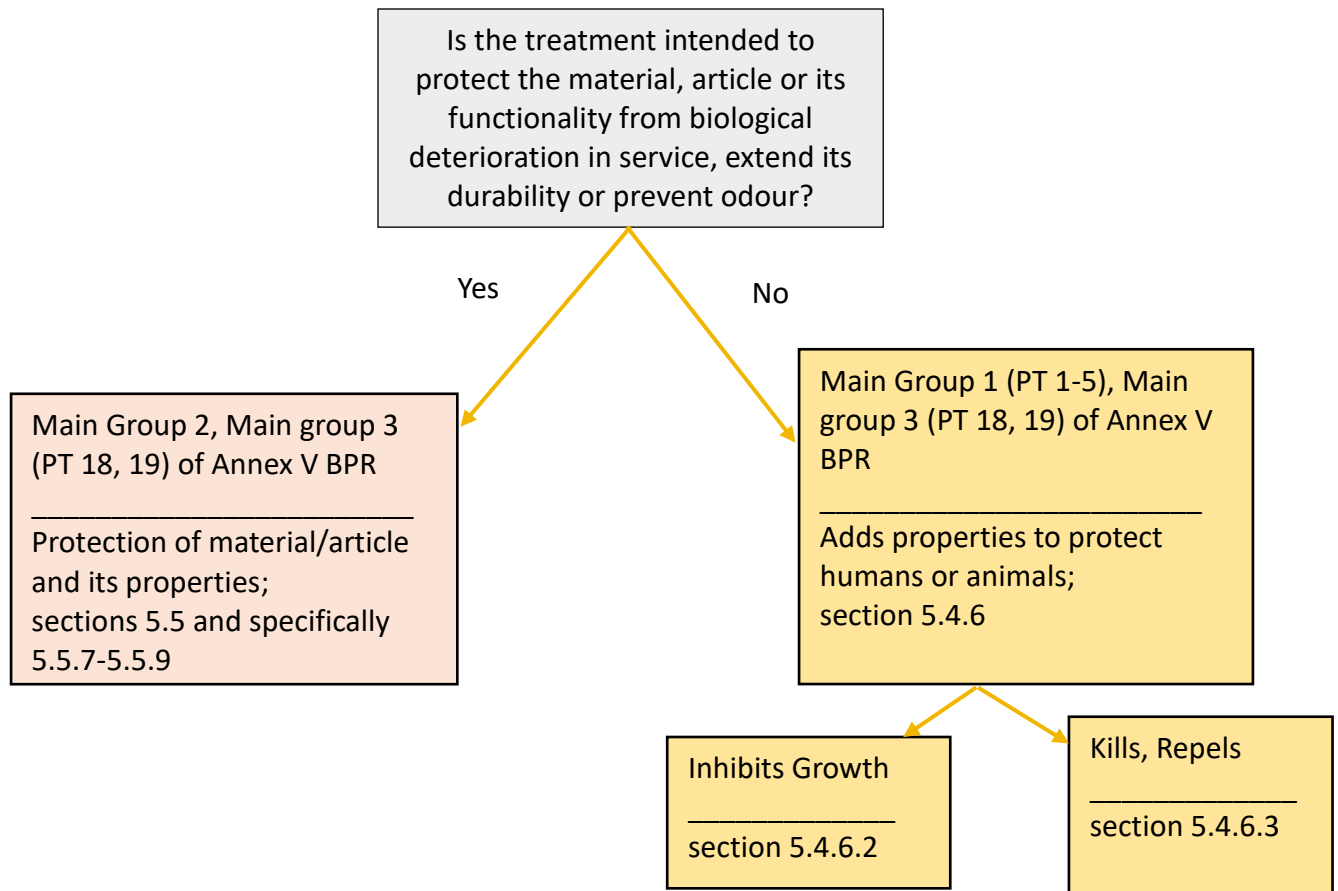 Is the treatment intended to
protect the material, article or its
functionality from biological
deterioration in service, extend its
durability or prevent odour?
Yes
No
Main Group 2, Main group 3
(PT 18, 19) of Annex V BPR
________________________
Protection of material/article
and its properties;
sections 5.5 and specifically
5.5.7-5.5.9
Main Group 1 (PT 1-5), Main
group 3 (PT 18, 19) of Annex V
BPR
________________________
Adds properties to protect
humans or animals;
section 5.4.6
Inhibits Growth
_____________
section 5.4.6.2
Kills, Repels
_____________
section 5.4.6.3